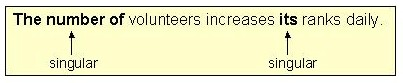 The number of volunteers increases its ranks daily.
singular singular